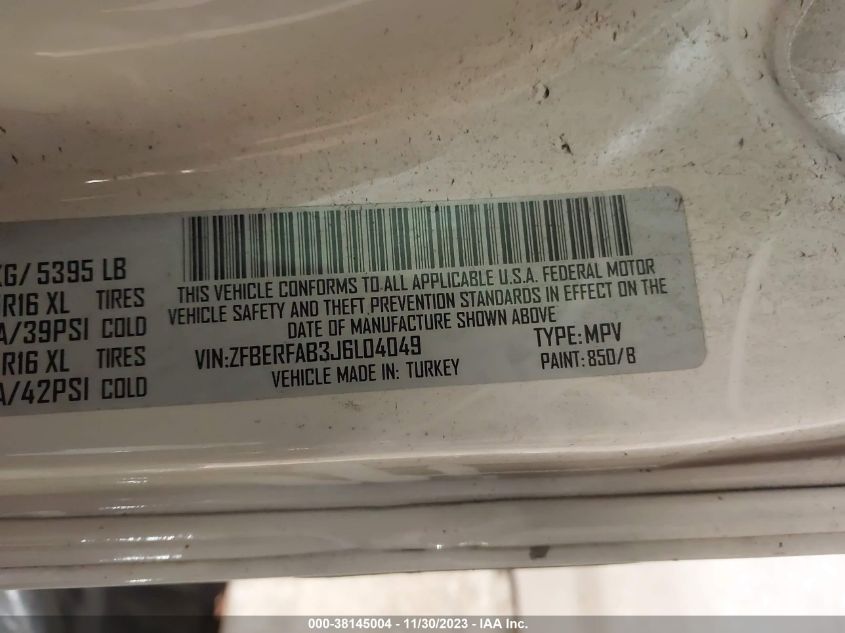 KG/ 5395 LB
R16 XL TIRES
A/39PSI COLD
R16 XL TIRES
A/42PSI COLD
THIS VEHICLE CONFORMS TO ALL APPLICABLE U.S.A. FEDERAL MOTOR
VEHICLE SAFETY AND THEFT PREVENTION STANDARDS IN EFFECT ON THE
DATE OF MANUFACTURE SHOWN ABOVE
VIN:ZFBERFAB3J6L04049 TYPE:MPV
VEHICLE MADE IN: TURKEY PAINT:850/B
000-38145004 - 11/30/2023 - IAA Inc.